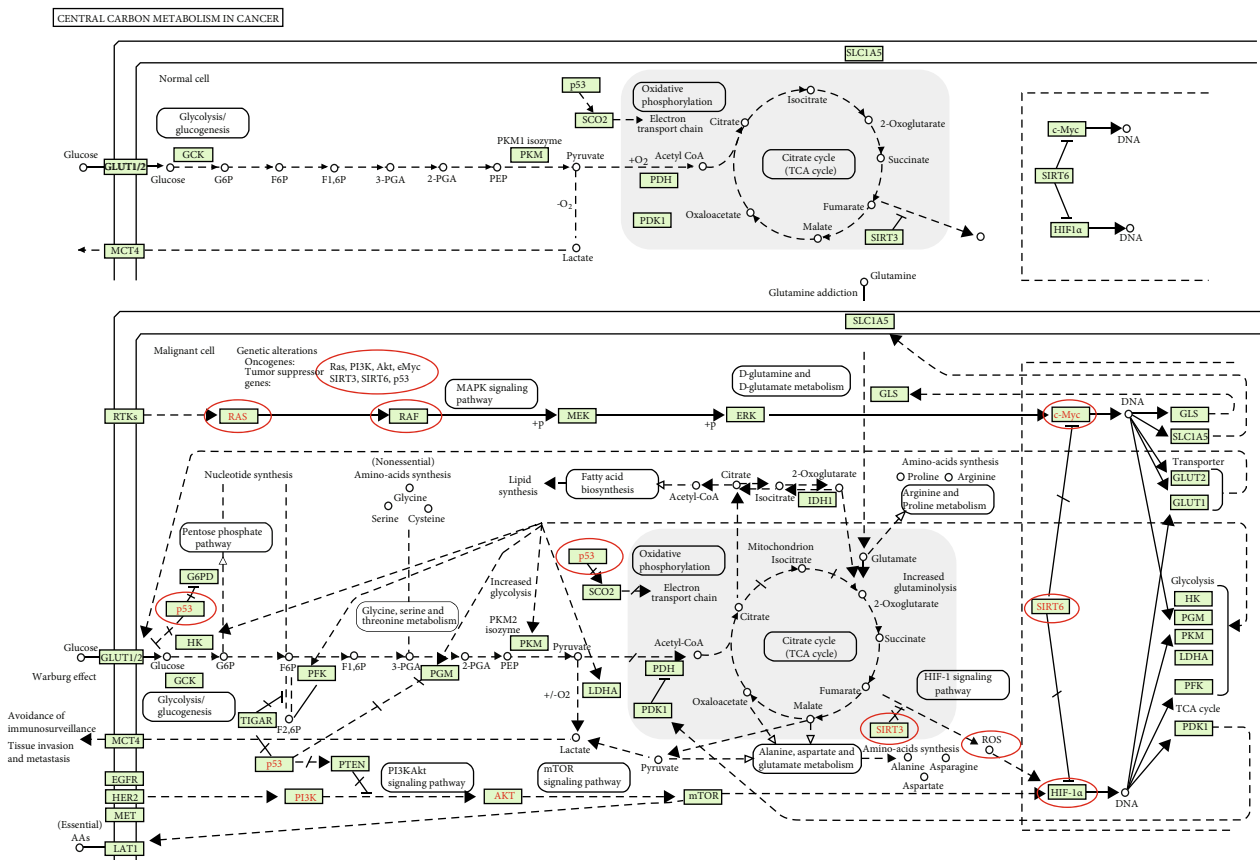 CENTRAL CARBON METABOLISM IN CANCER
SLC1A5
Normal cell
Glycolysis/
glucogenesis
p53
SCO2
Oxidative
phosphorylation
Electron
transport chain
Isocitrate
Citrate
2-Oxoglutarate
c-Myc
DNA
PKM1 isozyme
Glucose
GLUT1/2
Glucose
GCK
G6P
F6P
F1,6P
3-PGA
2-PGA
PEP
PKM
Pyruvate
+O2
Acetyl CoA
PDH
Citrate cycle
(TCA cycle)
Succinate
SIRT6
-O2
PDK1
Oxaloacetate
Fumarate
Malate
SIRT3
HIF1α
DNA
MCT4
Lactate
Glutamine
Glutamine addiction
SLC1A5
Malignant cell
Genetic alterations
Oncogenes:
Tumor suppressor
genes:
Ras, PI3K, Akt, eMyc
SIRT3, SIRT6, p53
MAPK signaling
pathway
D-glutamine and
D-glutamate metabolism
GLS
RTKs
RAS
RAF
+p
MEK
+p
ERK
c-Myc
DNA
GLS
SLC1A5
Transporter
GLUT2
GLUT1
Nucleotide synthesis
(Nonessential)
Amino-acids synthesis
Glycine
Serine
Cysteine
Lipid
synthesis
Fatty acid
biosynthesis
Acetyl-CoA
Citrate
Isocitrate
2-Oxoglutarate
IDH1
Amino-acids synthesis
Proline
Arginine
Arginine and
Proline metabolism
Pentose phosphate
pathway
G6PD
p53
HK
Increased
glycolysis
Glycine, serine and
threonine metabolism
PKM2
isozyme
p53
SCO2
Oxidative
phosphorylation
Electron
transport chain
Mitochondrion
Isocitrate
Glutamate
Increased
glutaminolysis
2-Oxoglutarate
Citrate
Succinate
Citrate cycle
(TCA cycle)
SIRT6
Glycolysis
HK
PGM
PKM
LDHA
PFK
TCA cycle
PDK1
Glucose
GLUT1/2
Warburg effect
Glucose
GCK
G6P
F6P
PFK
F1,6P
3-PGA
PGM
2-PGA
PEP
PKM
Pyruvate
LDHA
+/-O2
Acetyl-CoA
PDH
PDK1
Oxaloacetate
Fumarate
Malate
SIRT3
HIF-1 signaling
pathway
ROS
Glycolysis/
glucogenesis
TIGAR
F2,6P
Avoidance of
immunosurveillance
Tissue invasion
and metastasis
MCT4
Lactate
Pyruvate
Alanine, aspartate and
glutamate metabolism
Amino-acids synthesis
Alanine
Asparagine
Aspartate
p53
PTEN
PI3KAkt
signaling pathway
mTOR
signaling pathway
EGFR
HER2
PI3K
AKT
mTOR
HIF-1α
DNA
MET
(Essential)
AAs
LAT1